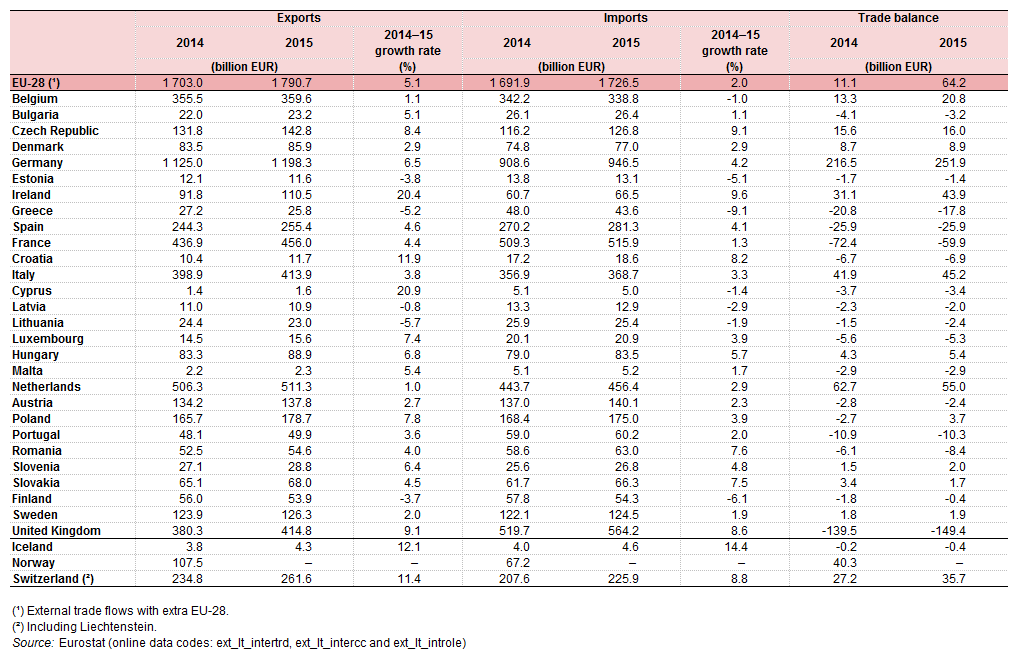 Exports Imports Trade balance
2014 2015 2014–15 growth rate 2014 2015 2014–15 growth rate 2014 2015
(billion EUR) (%) (billion EUR) (%) (billion EUR)
EU-28 (¹) 1 703.0 1 790.7 5.1 1 691.9 1 726.5 2.0 11.1 64.2
Belgium 355.5 359.6 1.1 342.2 338.8 -1.0 13.3 20.8
Bulgaria 22.0 23.2 5.1 26.1 26.4 1.1 -4.1 -3.2
Czech Republic 131.8 142.8 8.4 116.2 126.8 9.1 15.6 16.0
Denmark 83.5 85.9 2.9 74.8 77.0 2.9 8.7 8.9
Germany 1 125.0 1 198.3 6.5 908.6 946.5 4.2 216.5 251.9
Estonia 12.1 11.6 -3.8 13.8 13.1 -5.1 -1.7 -1.4
Ireland 91.8 110.5 20.4 60.7 66.5 9.6 31.1 43.9
Greece 27.2 25.8 -5.2 48.0 43.6 -9.1 -20.8 -17.8
Spain 244.3 255.4 4.6 270.2 281.3 4.1 -25.9 -25.9
France 436.9 456.0 4.4 509.3 515.9 1.3 -72.4 -59.9
Croatia 10.4 11.7 11.9 17.2 18.6 8.2 -6.7 -6.9
Italy 398.9 413.9 3.8 356.9 368.7 3.3 41.9 45.2
Cyprus 1.4 1.6 20.9 5.1 5.0 -1.4 -3.7 -3.4
Latvia 11.0 10.9 -0.8 13.3 12.9 -2.9 -2.3 -2.0
Lithuania 24.4 23.0 -5.7 25.9 25.4 -1.9 -1.5 -2.4
Luxembourg 14.5 15.6 7.4 20.1 20.9 3.9 -5.6 -5.3
Hungary 83.3 88.9 6.8 79.0 83.5 5.7 4.3 5.4
Malta 2.2 2.3 5.4 5.1 5.2 1.7 -2.9 -2.9
Netherlands 506.3 511.3 1.0 443.7 456.4 2.9 62.7 55.0
Austria 134.2 137.8 2.7 137.0 140.1 2.3 -2.8 -2.4
Poland 165.7 178.7 7.8 168.4 175.0 3.9 -2.7 3.7
Portugal 48.1 49.9 3.6 59.0 60.2 2.0 -10.9 -10.3
Romania 52.5 54.6 4.0 58.6 63.0 7.6 -6.1 -8.4
Slovenia 27.1 28.8 6.4 25.6 26.8 4.8 1.5 2.0
Slovakia 65.1 68.0 4.5 61.7 66.3 7.5 3.4 1.7
Finland 56.0 53.9 -3.7 57.8 54.3 -6.1 -1.8 -0.4
Sweden 123.9 126.3 2.0 122.1 124.5 1.9 1.8 1.9
United Kingdom 380.3 414.8 9.1 519.7 564.2 8.6 -139.5 -149.4
Iceland 3.8 4.3 12.1 4.0 4.6 14.4 -0.2 -0.4
Norway 107.5 – – 67.2 – – 40.3 –
Switzerland (²) 234.8 261.6 11.4 207.6 225.9 8.8 27.2 35.7
(¹) External trade flows with extra EU-28.
(²) Including Liechtenstein.
Source: Eurostat (online data codes: ext_lt_intertrd, ext_lt_intercc and ext_lt_introle)